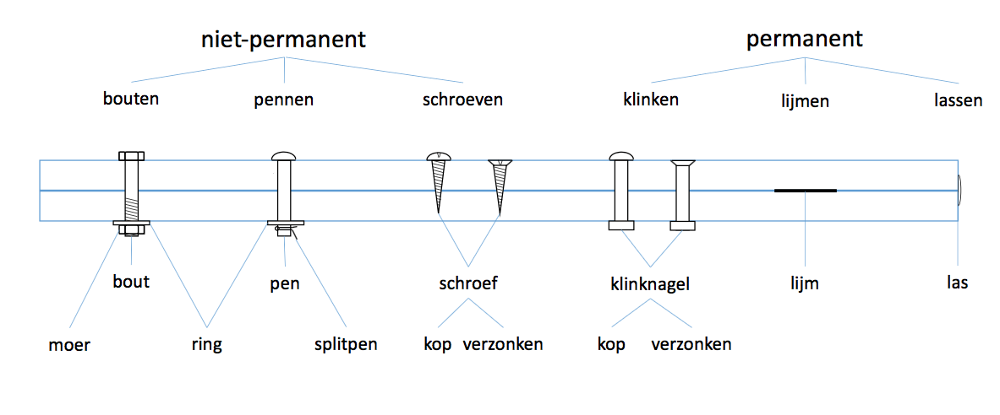 niet-permanent permanent
bouten pennen schroeven klinken lijmen lassen
bout pen schroef klinknagel lijm las
moer ring splitpen kop verzonken kop verzonken